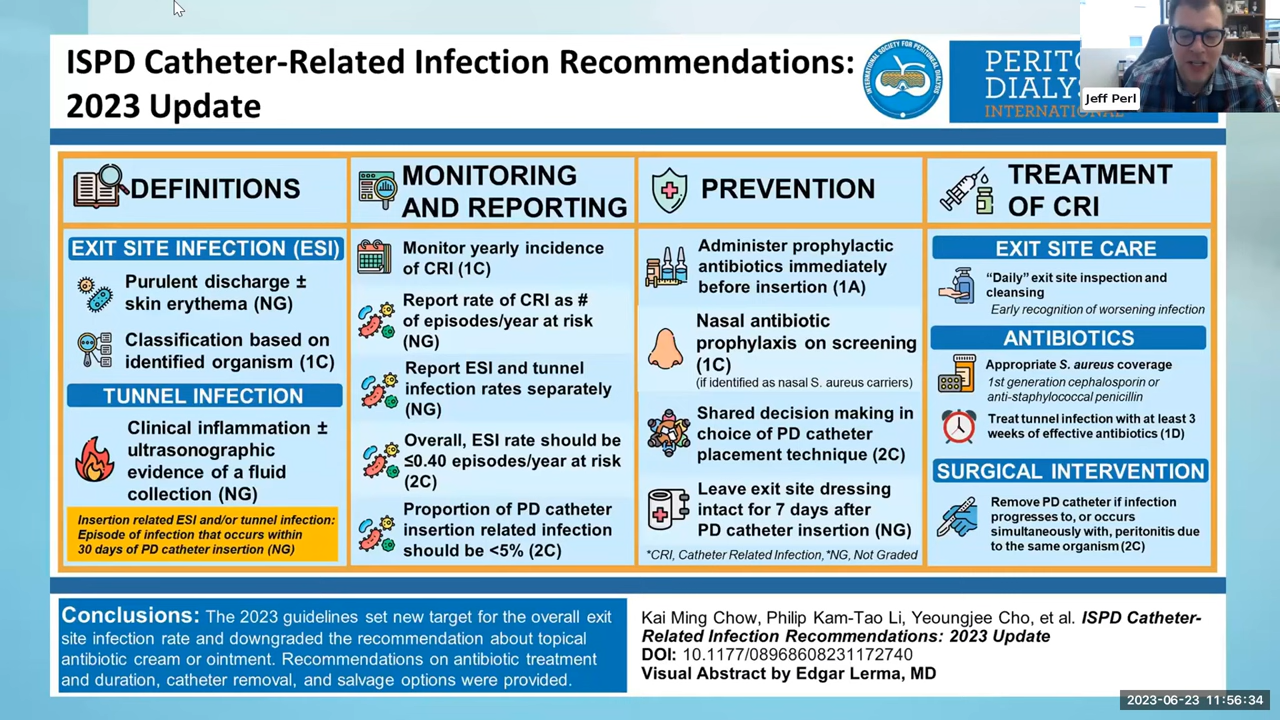 ISPD Catheter-Related Infection Recommendations:
2023 Update
INTERNATIONAL SOCIETY FOR PERITONEAL DIALYSIS
INTERNATIONAL
Jeff Perl
DEFINITIONS
EXIT SITE INFECTION (ESI)
Purulent discharge ±
skin erythema (NG)
Classification based on
identified organism (1C)
TUNNEL INFECTION
Clinical inflammation ±
ultrasonographic
evidence of a fluid
collection (NG)
Insertion related ESI and/or tunnel infection:
Episode of infection that occurs within
30 days of PD catheter insertion (NG)
MONITORING
AND REPORTING
Monitor yearly incidence
of CRI (1C)
Report rate of CRI as #
of episodes/year at risk
(NG)
Report ESI and tunnel
infection rates separately
(NG)
Overall, ESI rate should be
≤0.40 episodes/year at risk
(2C)
Proportion of PD catheter
insertion related infection
should be <5% (2C)
PREVENTION
Administer prophylactic
antibiotics immediately
before insertion (1A)
Nasal antibiotic
prophylaxis on screening
(1C)
(if identified as nasal S. aureus carriers)
Shared decision making in
choice of PD catheter
placement technique (2C)
Leave exit site dressing
intact for 7 days after
PD catheter insertion (NG)
*CRI, Catheter Related Infection,*NG, Not Graded
TREATMENT
OF CRI
EXIT SITE CARE
“Daily” exit site inspection and
cleansing
Early recognition of worsening infection
ANTIBIOTICS
Appropriate S. aureus coverage
1st generation cephalosporin or
anti-staphylococcal penicillin
Treat tunnel infection with at least 3
weeks of effective antibiotics (1D)
SURGICAL INTERVENTION
Remove PD catheter if infection
progresses to, or occurs
simultaneously with, peritonitis due
to the same organism (2C)
Conclusions: The 2023 guidelines set new target for the overall exit
site infection rate and downgraded the recommendation about topical
antibiotic cream or ointment. Recommendations on antibiotic treatment
and duration, catheter removal, and salvage options were provided.
Kai Ming Chow, Philip Kam-Tao Li, Yeoungjee Cho, et al. ISPD Catheter-
Related Infection Recommendations: 2023 Update
DOI: 10.1177/08968608231172740
Visual Abstract by Edgar Lerma, MD
2023-06-23 11:56:34